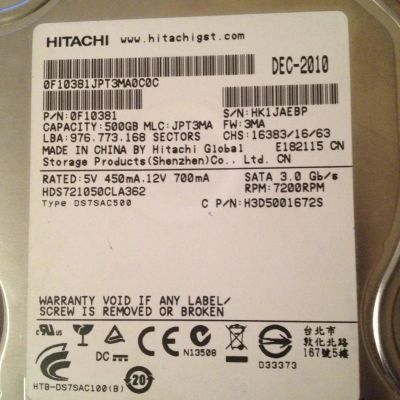 HITACHI www.hitachigst.com
DEC-2010
0F10381JPT3MA0C0C
P/N:0F10381 S/N:HK1JAEBP
CAPACITY:500GB MLC:JPT3MA FW:3MA
LBA:976.773.168 SECTORS CHS:16383/16/63
MADE IN CHINA BY Hitachi Global E182115 CN
Storage Products(Shenzhen)Co., Ltd. CN
RATED:5V 450mA.12V 700mA SATA 3.0 Gb/s
HDS721050CLA362 RPM:7200RPM
Type DS7SAC500 C P/N:H3D5001672S
WARRANTY VOID IF ANY LABEL/
SCREW IS REMOVED OR BROKEN
c RU US CE 台北市
敦化北路
DC N13508 167號5樓
D33373
HTB-DS7SAC100(B) 20